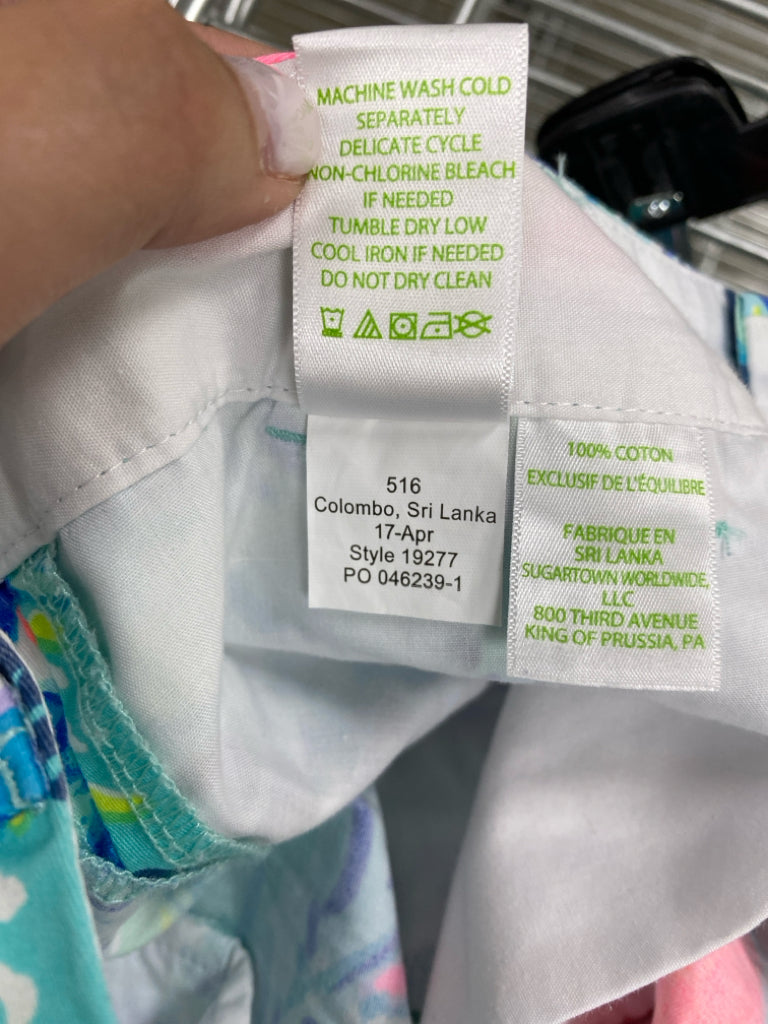 MACHINE WASH COLD
SEPARATELY
DELICATE CYCLE
NON-CHLORINE BLEACH
IF NEEDED
TUMBLE DRY LOW
COOL IRON IF NEEDED
DO NOT DRY CLEAN
516
Colombo, Sri Lanka
17-Apr
Style 19277
PO 046239-1
100% COTON
EXCLUSIF DE L'ÉQUILIBRE
FABRIQUE EN
SRI LANKA
SUGARTOWN WORLDWIDE,
LLC
800 THIRD AVENUE
KING OF PRUSSIA, PA